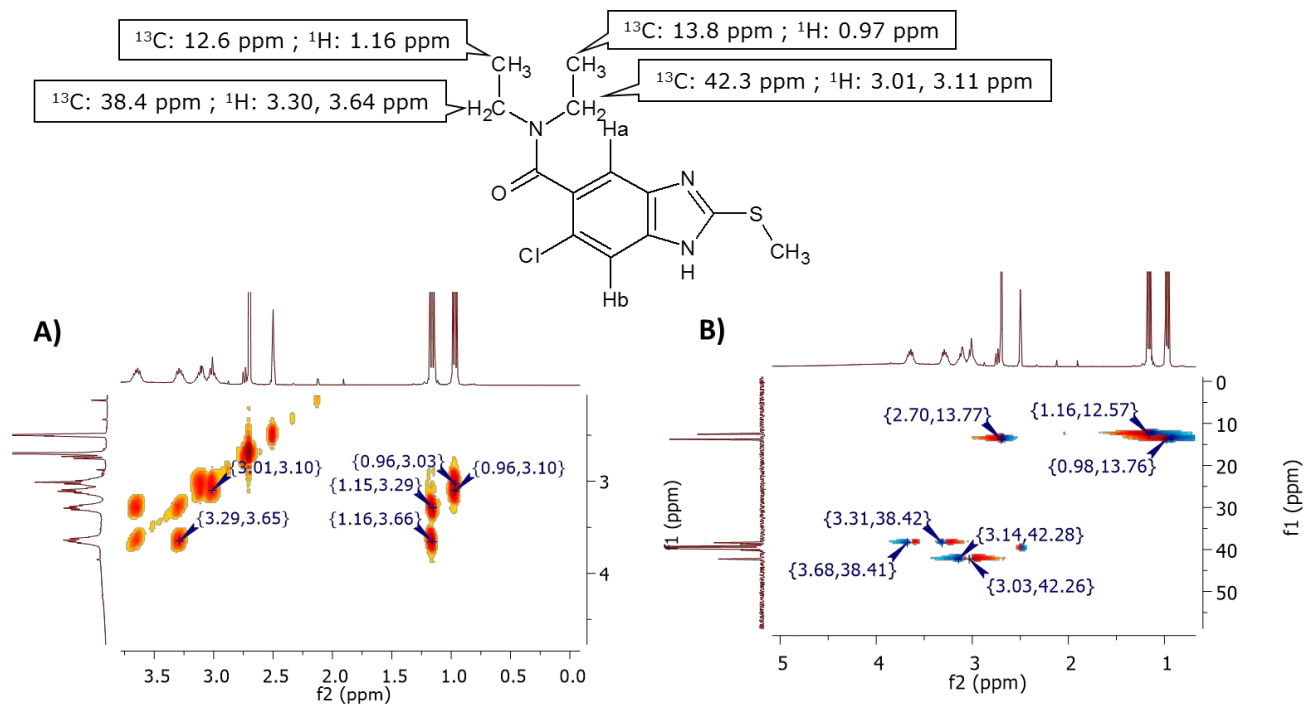 ¹³C: 12.6 ppm ; ¹H: 1.16 ppm
¹³C: 13.8 ppm ; ¹H: 0.97 ppm
CH₃
CH₃
¹³C: 38.4 ppm ; ¹H: 3.30, 3.64 ppm
¹³C: 42.3 ppm ; ¹H: 3.01, 3.11 ppm
H₂C
CH₂
N
Ha
O
N
S
Cl
N
H
CH₃
Hb
A)
{3.01,3.10}
{0.96,3.03}
{0.96,3.10}
{1.15,3.29}
{3.29,3.65}
{1.16,3.66}
3
4
f1 (ppm)
3.5
3.0
2.5
2.0
1.5
1.0
0.5
0.0
f2 (ppm)
B)
{2.70,13.77}
{1.16,12.57}
{0.98,13.76}
{3.31,38.42}
{3.14,42.28}
{3.68,38.41}
{3.03,42.26}
0
10
20
30
40
50
f1 (ppm)
5
4
3
2
1
f2 (ppm)